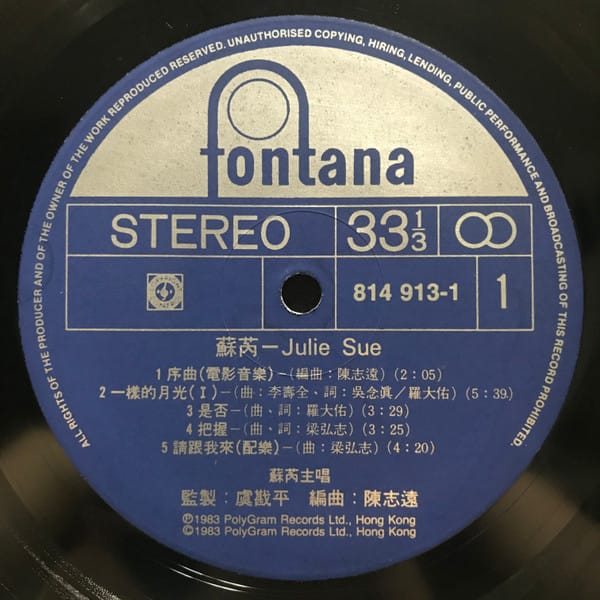 ALL RIGHTS OF THE PRODUCER AND OF THE OWNER OF THE WORK REPRODUCED RESERVED. UNAUTHORISED COPYING, HIRING, LENDING, PUBLIC PERFORMANCE AND BROADCASTING OF THIS RECORD PROHIBITED.
fontana
STEREO 33⅓
814 913-1 1
蘇芮—Julie Sue
1 序曲(電影音樂)—(編曲:陳志遠)(2:05)
2 一樣的月光(I)—(曲:李壽全、詞:吳念眞/羅大佑)(5:39)
3 是否—(曲、詞:羅大佑)(3:29)
4 把握—(曲、詞:梁弘志)(3:25)
5 請跟我來(配樂)—(曲:梁弘志)(4:20)
蘇芮主唱
監製:虞戡平 編曲:陳志遠
Ⓟ1983 PolyGram Records Ltd., Hong Kong
©1983 PolyGram Records Ltd., Hong Kong